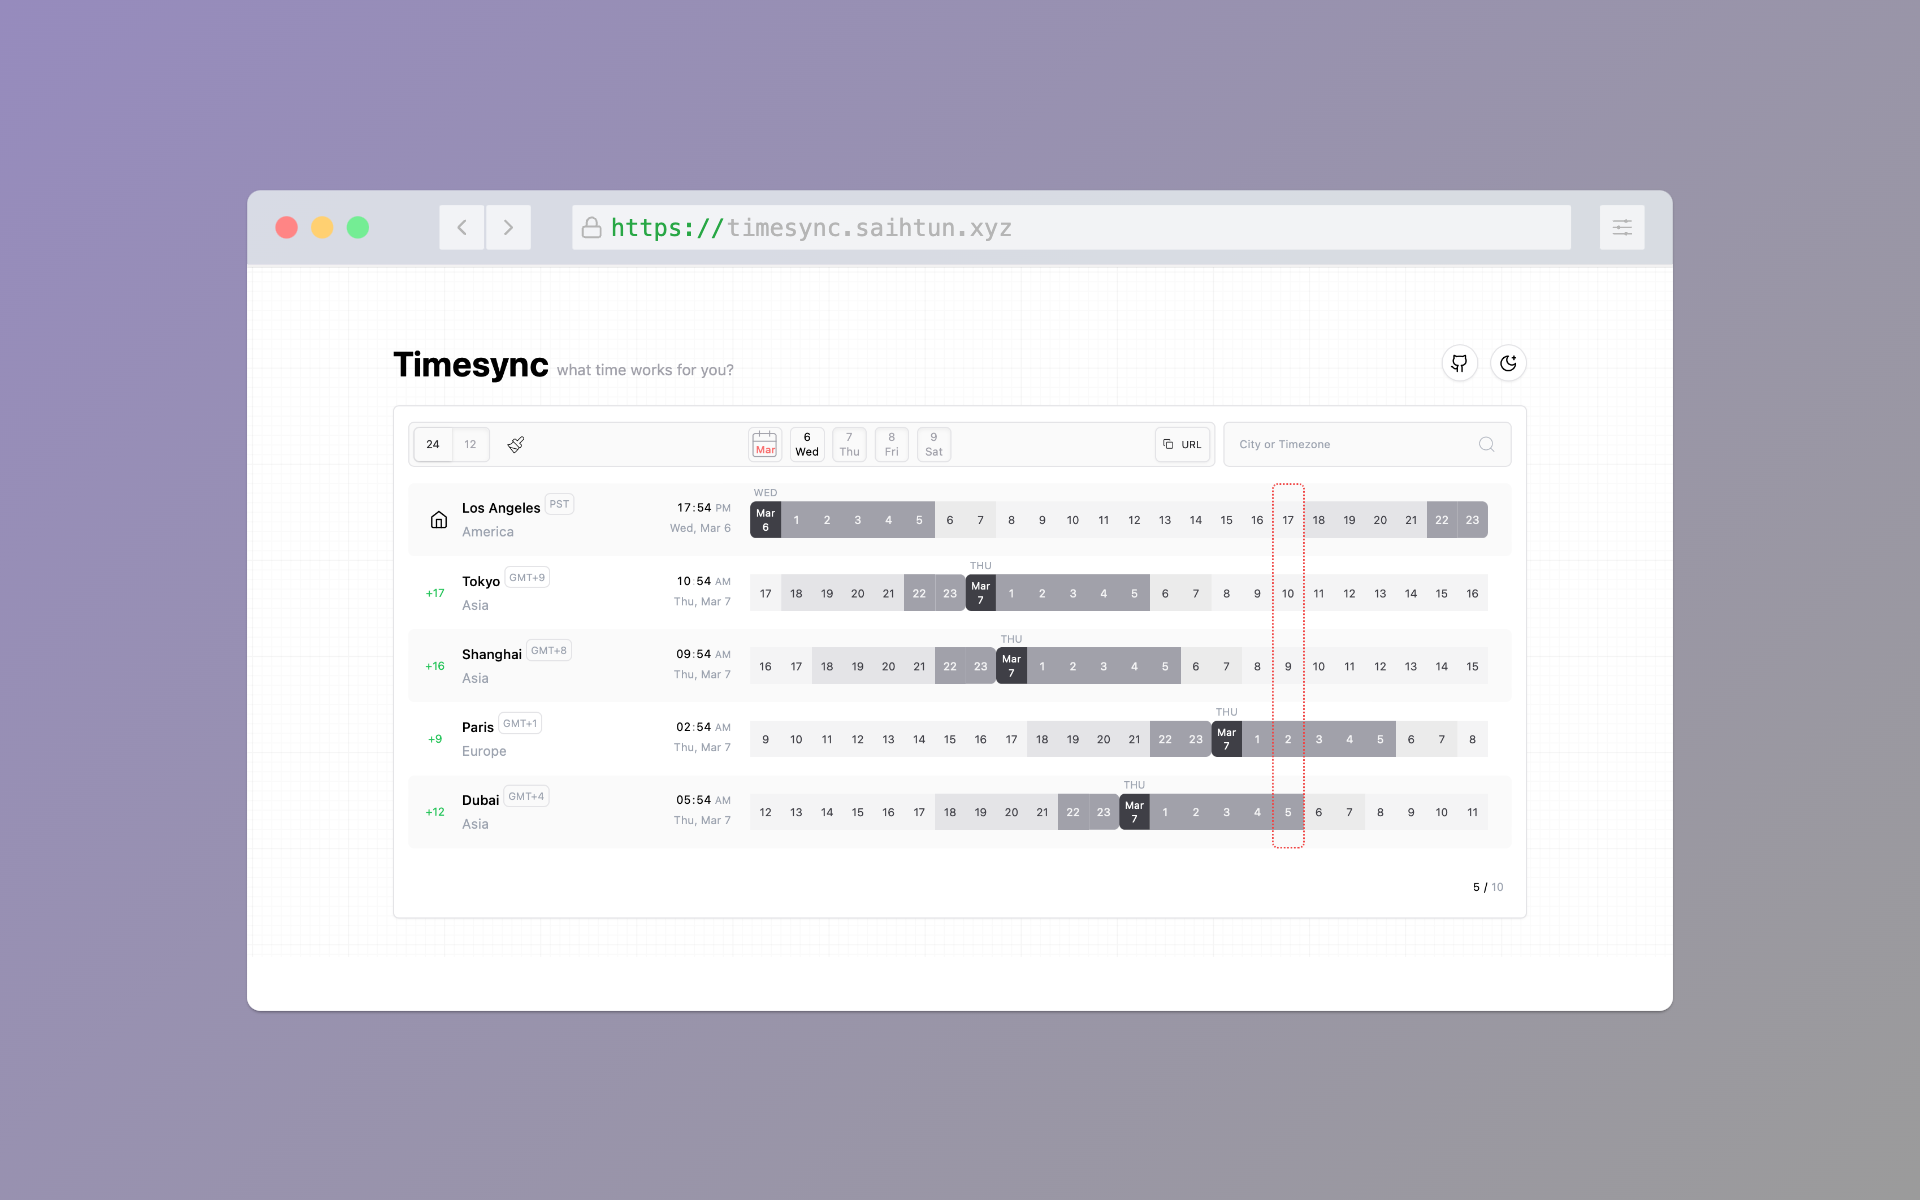 https://timesync.saihtun.xyz
Timesync what time works for you?
24 12 Mar 6 Wed 7 Thu 8 Fri 9 Sat URL City or Timezone
WED
Los Angeles PST 17:54 PM Mar 6 1 2 3 4 5 6 7 8 9 10 11 12 13 14 15 16 17 18 19 20 21 22 23
America Wed, Mar 6
THU
+17 Tokyo GMT+9 10 54 AM 17 18 19 20 21 22 23 Mar 7 1 2 3 4 5 6 7 8 9 10 11 12 13 14 15 16
Asia Thu, Mar 7
THU
+16 Shanghai GMT+8 09:54 AM 16 17 18 19 20 21 22 23 Mar 7 1 2 3 4 5 6 7 8 9 10 11 12 13 14 15
Asia Thu, Mar 7
THU
+9 Paris GMT+1 02:54 AM 9 10 11 12 13 14 15 16 17 18 19 20 21 22 23 Mar 7 1 2 3 4 5 6 7 8
Europe Thu, Mar 7
THU
+12 Dubai GMT+4 05:54 AM 12 13 14 15 16 17 18 19 20 21 22 23 Mar 7 1 2 3 4 5 6 7 8 9 10 11
Asia Thu, Mar 7
5 / 10